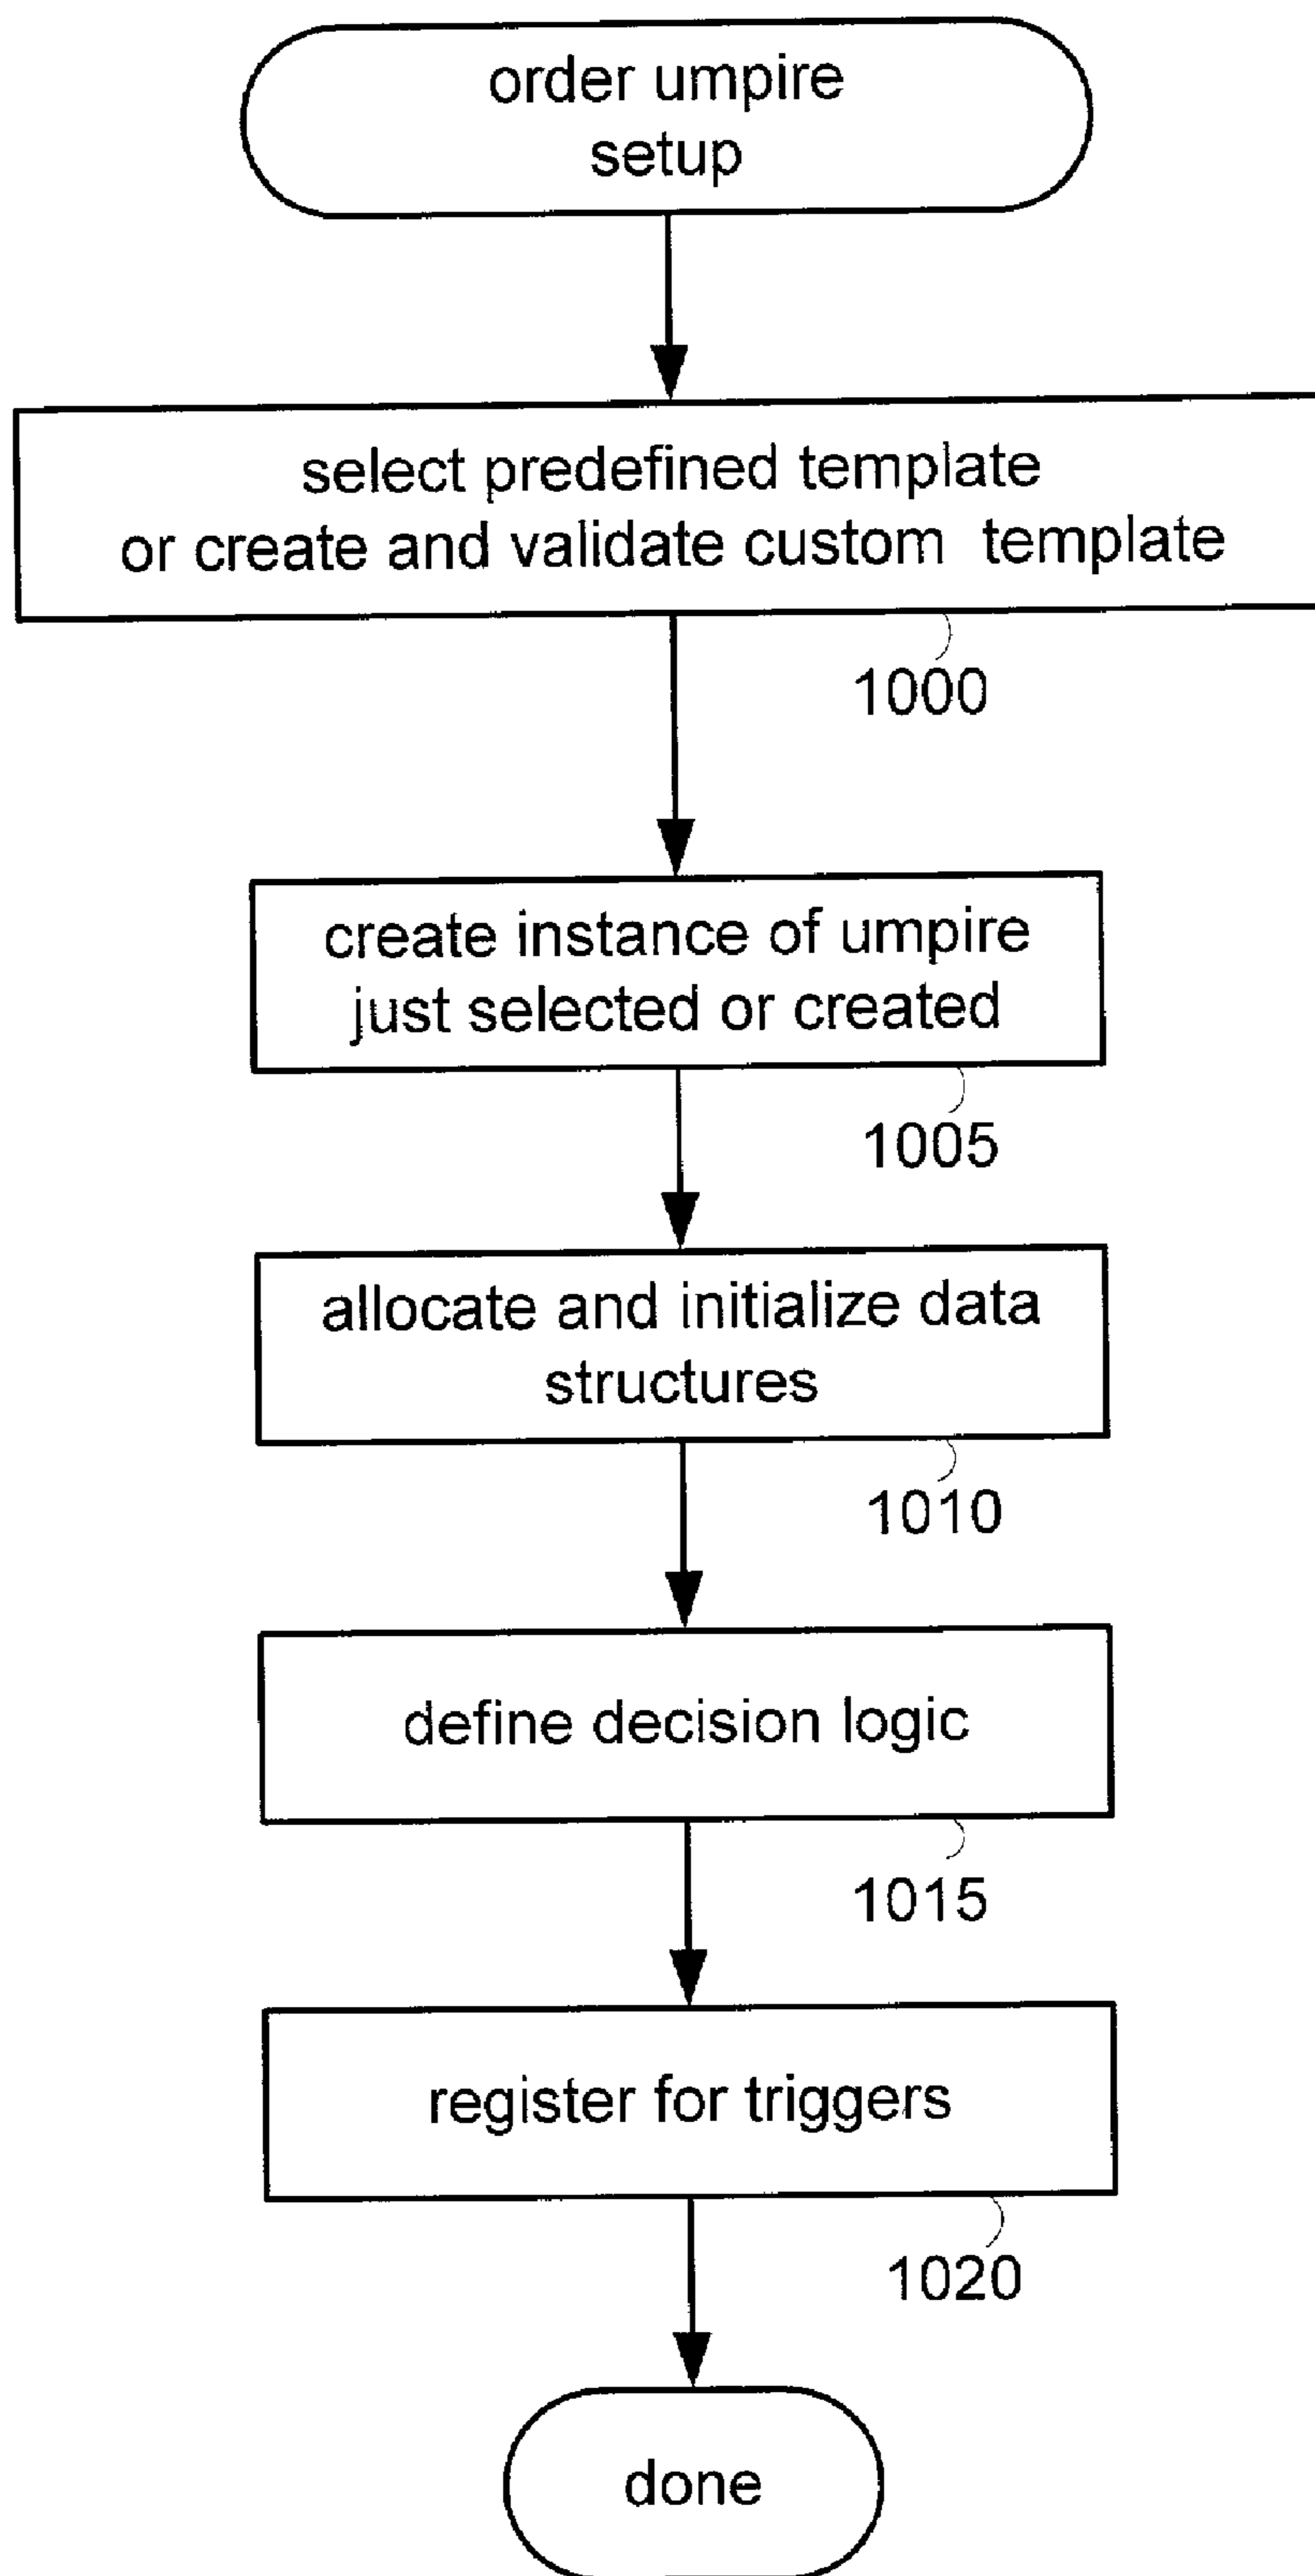 order umpire
setup
select predefined template
or create and validate custom template
1000
create instance of umpire
just selected or created
1005
allocate and initialize data
structures
1010
define decision logic
1015
register for triggers
1020
done